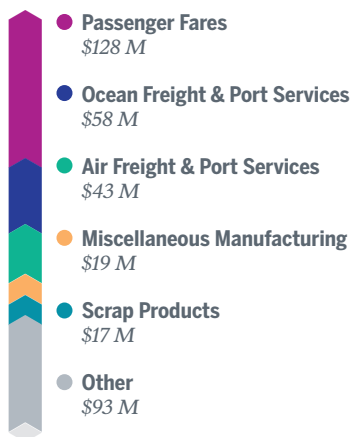 Passenger Fares
$128 M
Ocean Freight & Port Services
$58 M
Air Freight & Port Services
$43 M
Miscellaneous Manufacturing
$19 M
Scrap Products
$17 M
Other
$93 M